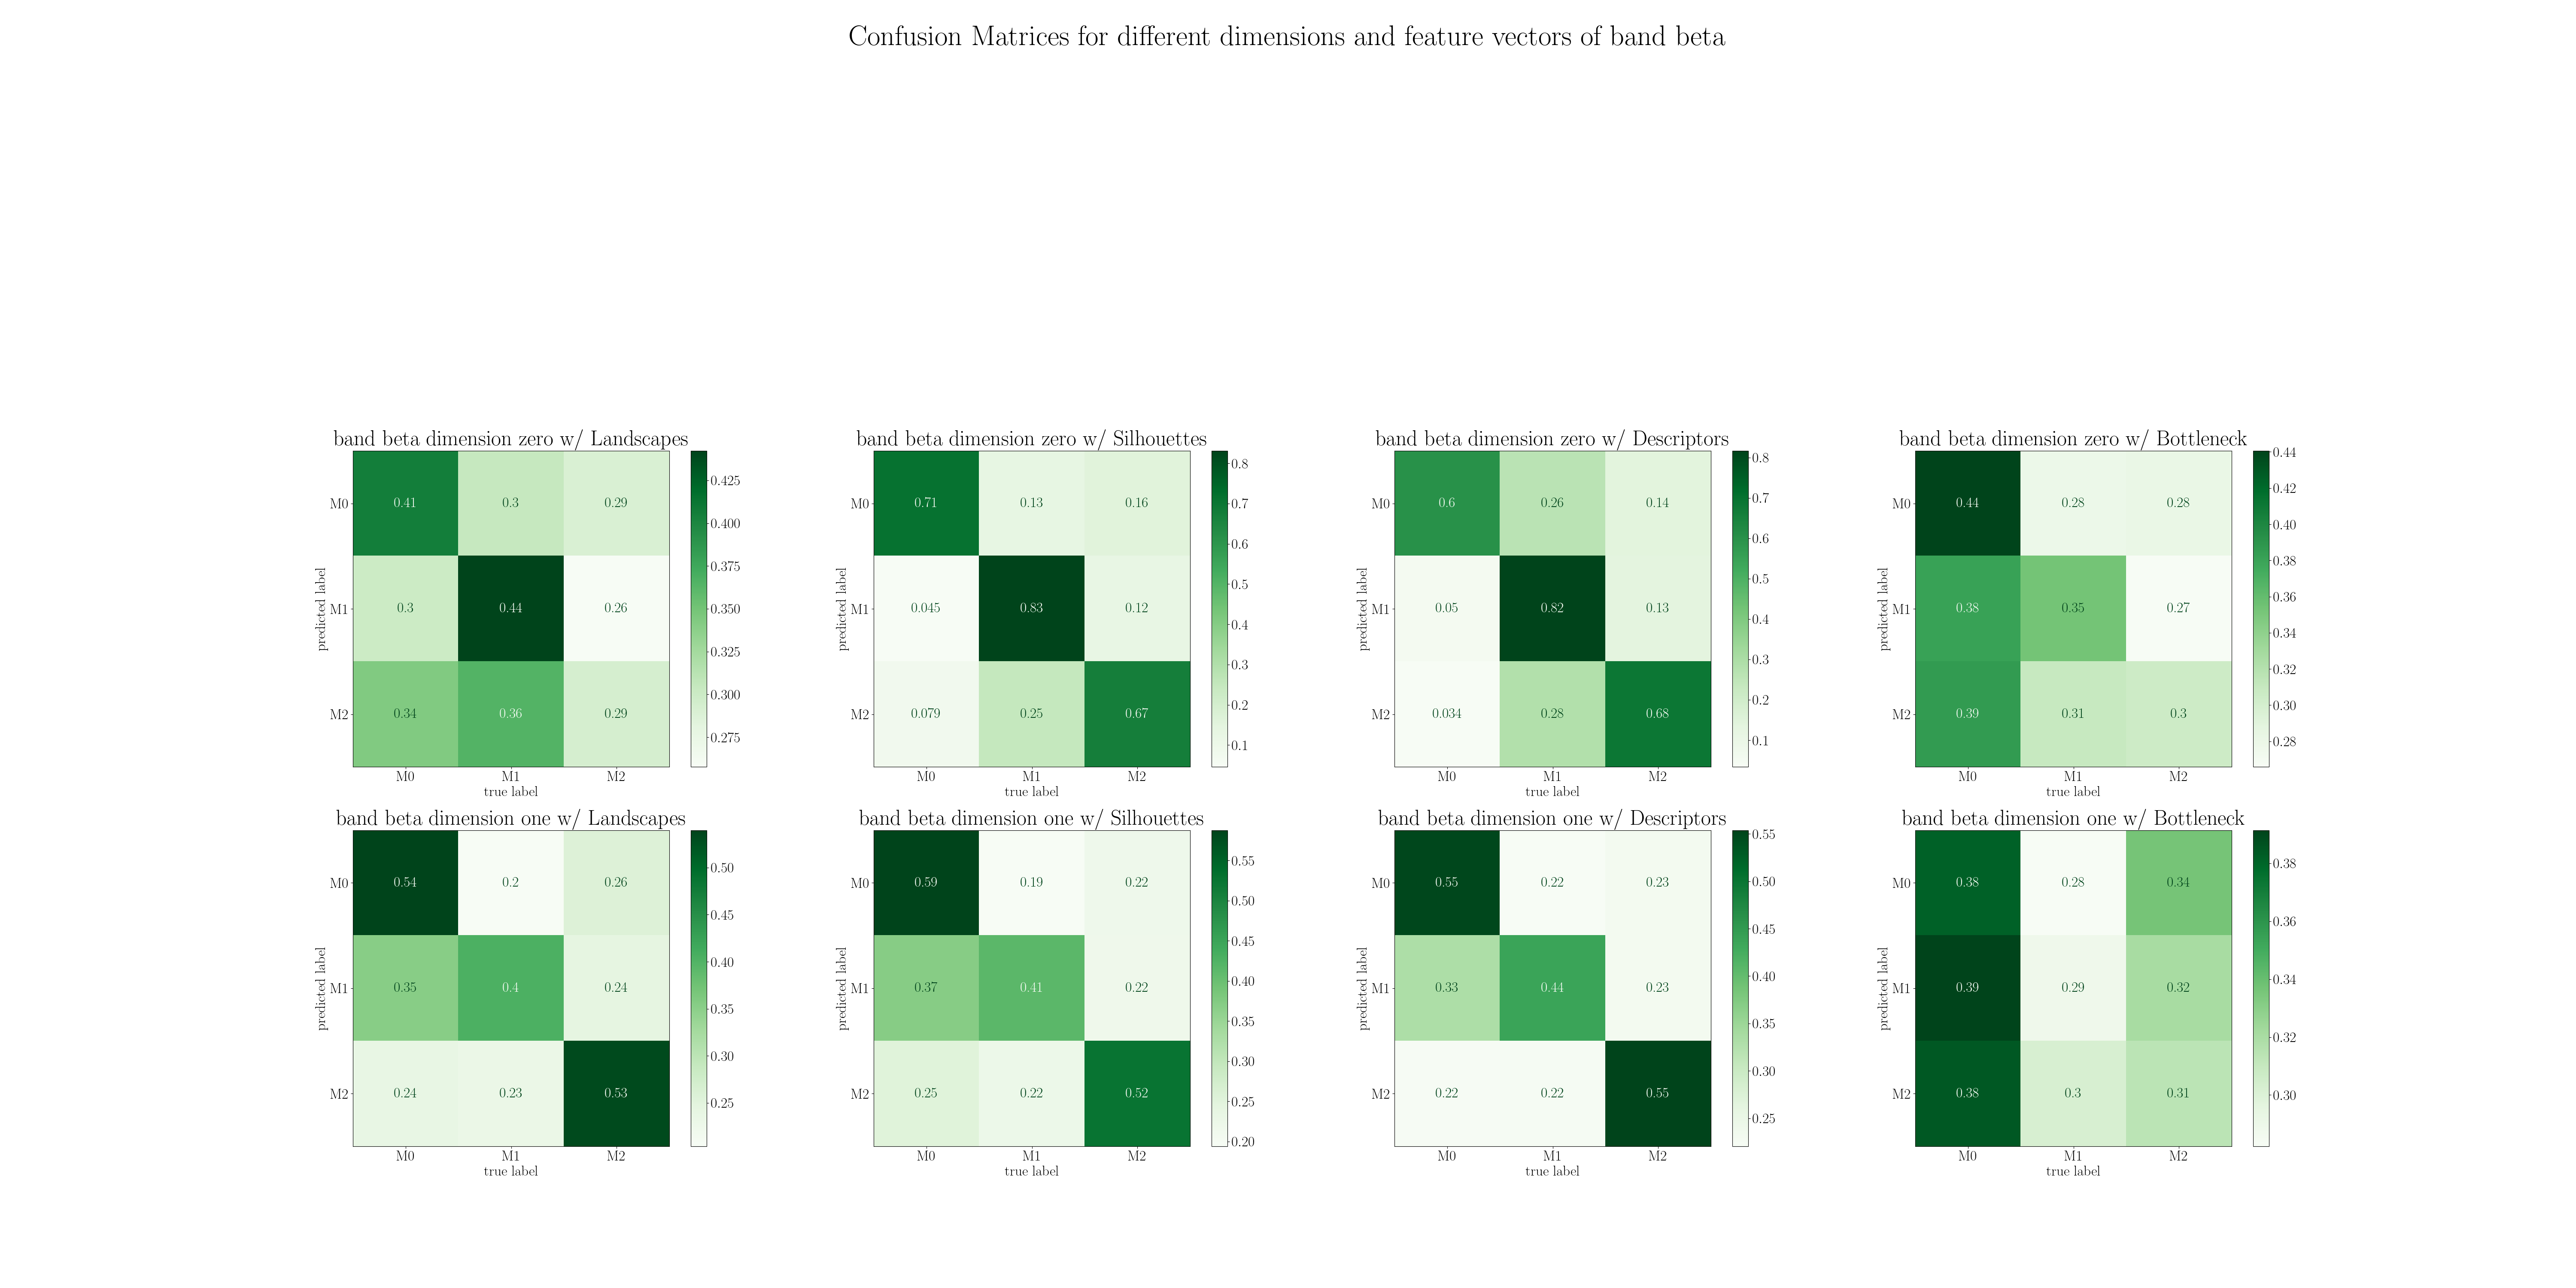 Confusion Matrices for different dimensions and feature vectors of band beta
band beta dimension zero w/ Landscapes
predicted label
M0 0.41 0.3 0.29
M1 0.3 0.44 0.26
M2 0.34 0.36 0.29
M0 M1 M2
true label
0.425
0.400
0.375
0.350
0.325
0.300
0.275
band beta dimension zero w/ Silhouettes
predicted label
M0 0.71 0.13 0.16
M1 0.045 0.83 0.12
M2 0.079 0.25 0.67
M0 M1 M2
true label
0.8
0.7
0.6
0.5
0.4
0.3
0.2
0.1
band beta dimension zero w/ Descriptors
predicted label
M0 0.6 0.26 0.14
M1 0.05 0.82 0.13
M2 0.034 0.28 0.68
M0 M1 M2
true label
0.8
0.7
0.6
0.5
0.4
0.3
0.2
0.1
band beta dimension zero w/ Bottleneck
predicted label
M0 0.44 0.28 0.28
M1 0.38 0.35 0.27
M2 0.39 0.31 0.3
M0 M1 M2
true label
0.44
0.42
0.40
0.38
0.36
0.34
0.32
0.30
0.28
band beta dimension one w/ Landscapes
predicted label
M0 0.54 0.2 0.26
M1 0.35 0.4 0.24
M2 0.24 0.23 0.53
M0 M1 M2
true label
0.50
0.45
0.40
0.35
0.30
0.25
band beta dimension one w/ Silhouettes
predicted label
M0 0.59 0.19 0.22
M1 0.37 0.41 0.22
M2 0.25 0.22 0.52
M0 M1 M2
true label
0.55
0.50
0.45
0.40
0.35
0.30
0.25
0.20
band beta dimension one w/ Descriptors
predicted label
M0 0.55 0.22 0.23
M1 0.33 0.44 0.23
M2 0.22 0.22 0.55
M0 M1 M2
true label
0.55
0.50
0.45
0.40
0.35
0.30
0.25
band beta dimension one w/ Bottleneck
predicted label
M0 0.38 0.28 0.34
M1 0.39 0.29 0.32
M2 0.38 0.3 0.31
M0 M1 M2
true label
0.38
0.36
0.34
0.32
0.30